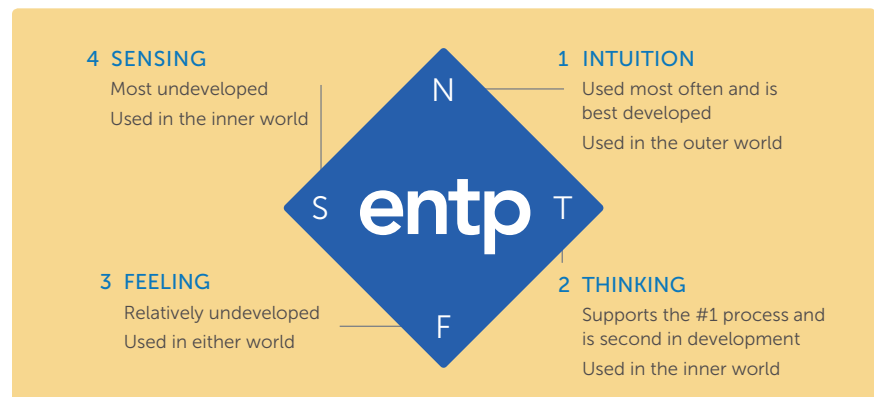 4 SENSING
Most undeveloped
Used in the inner world
1 INTUITION
Used most often and is
best developed
Used in the outer world
N
S
entp
T
F
3 FEELING
Relatively undeveloped
Used in either world
2 THINKING
Supports the #1 process and
is second in development
Used in the inner world